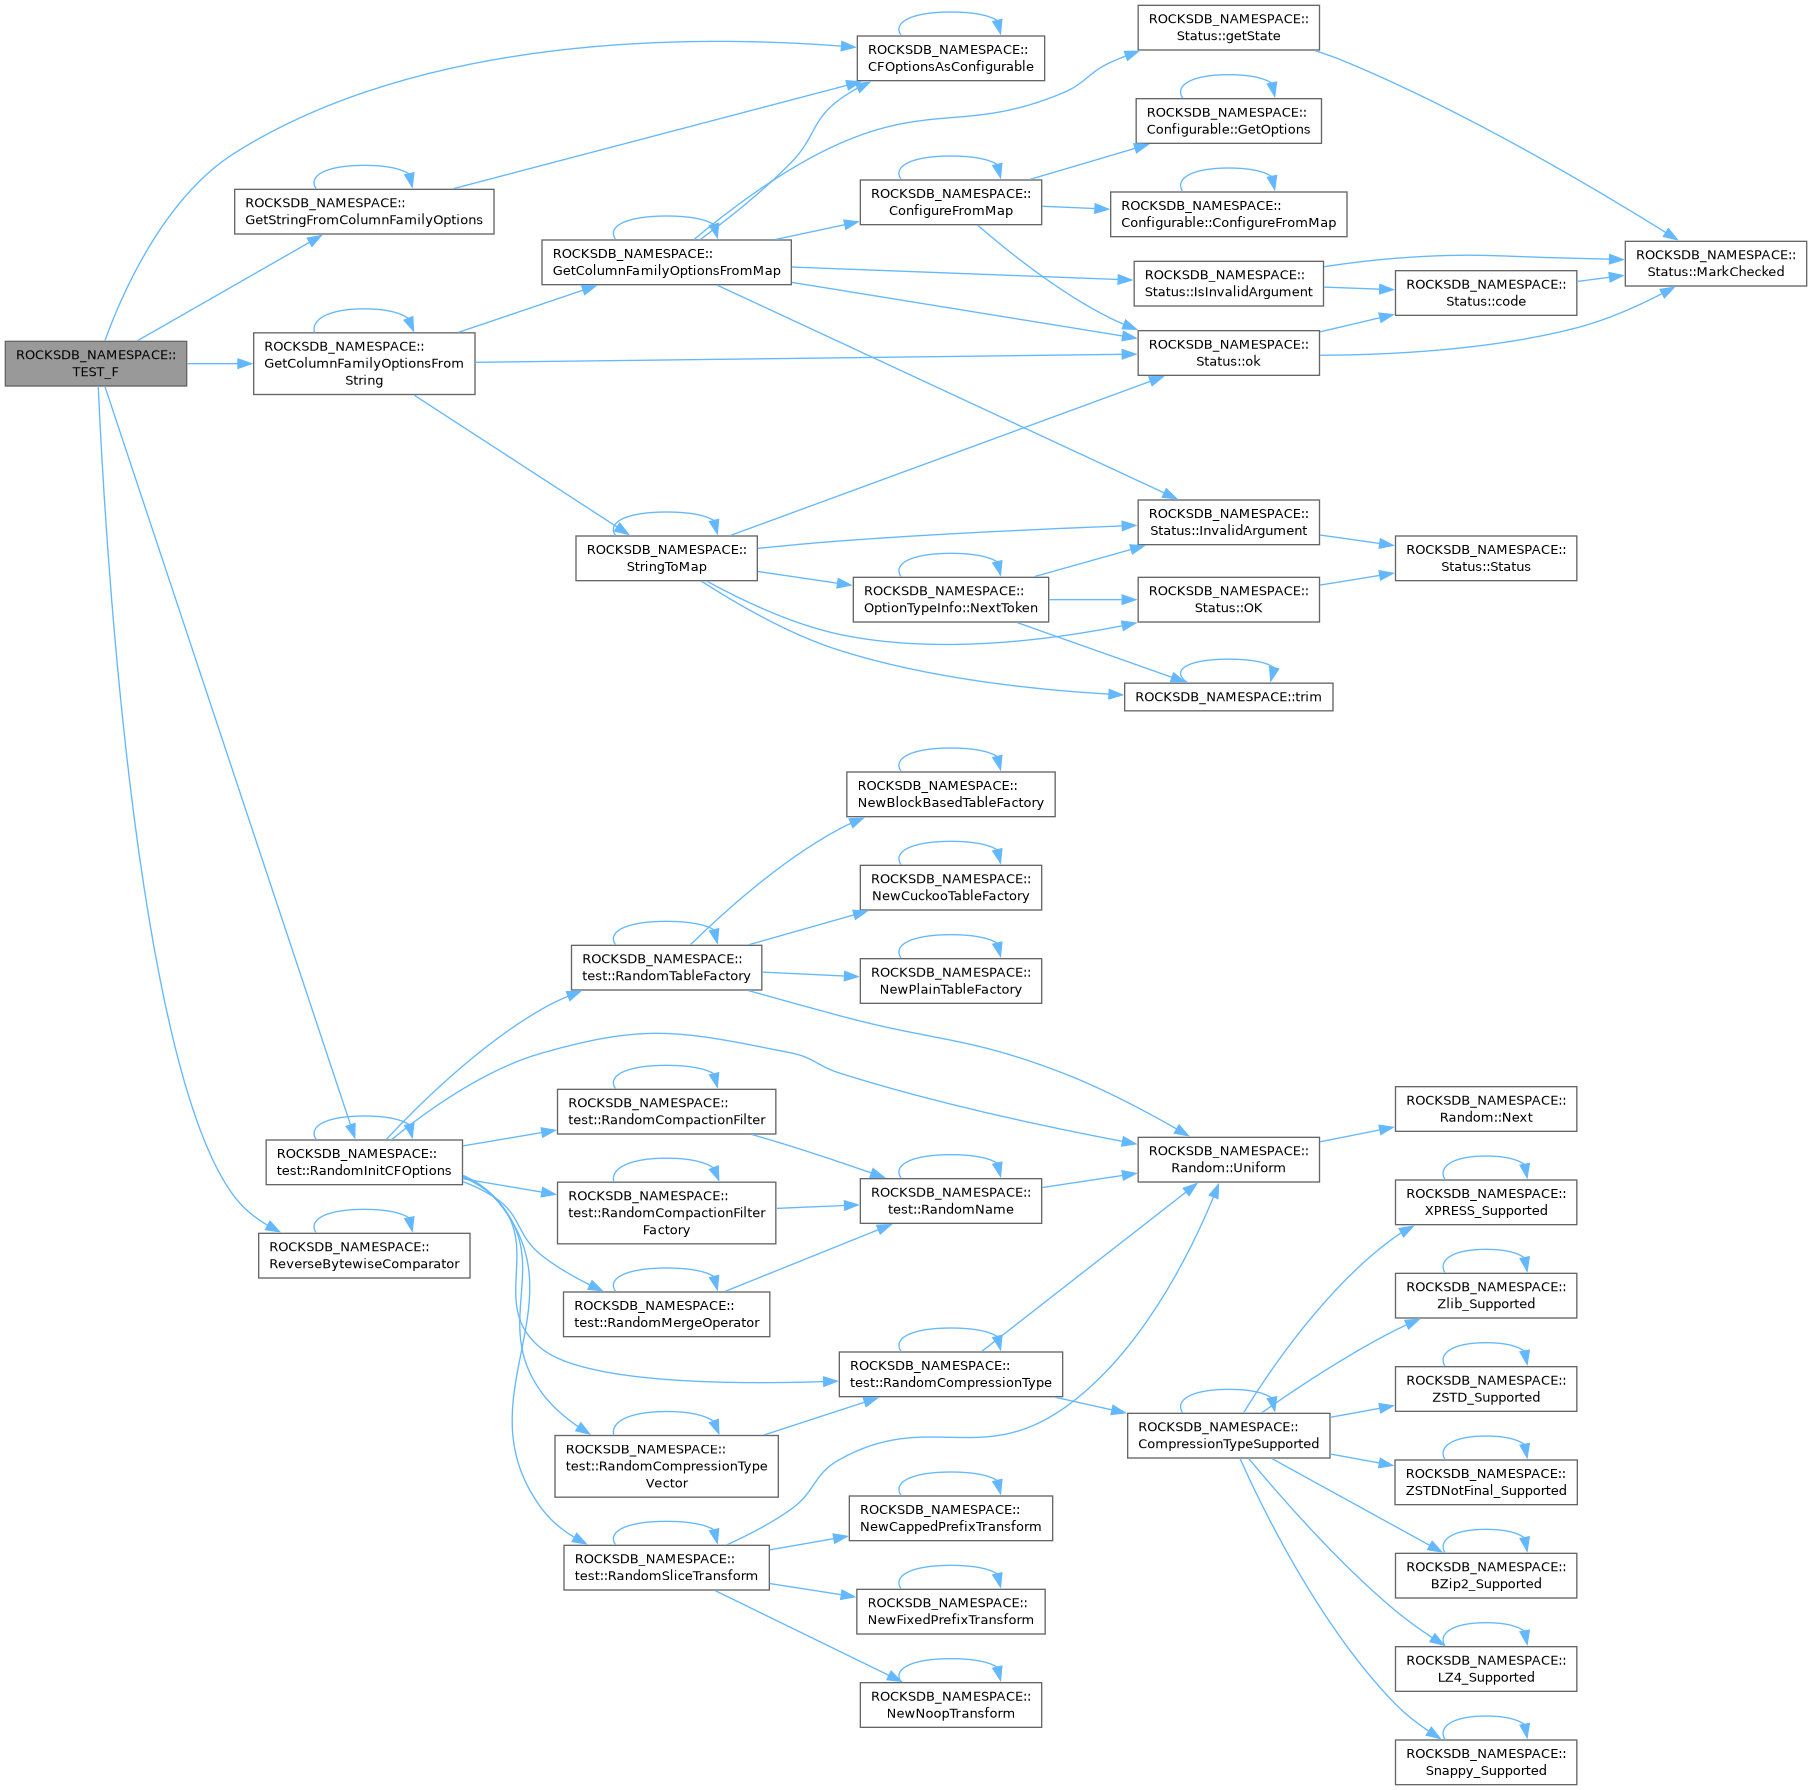 ROCKSDB_NAMESPACE::
TEST_F
ROCKSDB_NAMESPACE::
CFOptionsAsConfigurable
ROCKSDB_NAMESPACE::
GetStringFromColumnFamilyOptions
ROCKSDB_NAMESPACE::
GetColumnFamilyOptionsFrom
String
ROCKSDB_NAMESPACE::
GetColumnFamilyOptionsFromMap
ROCKSDB_NAMESPACE::
Status::getState
ROCKSDB_NAMESPACE::
Configurable::GetOptions
ROCKSDB_NAMESPACE::
ConfigureFromMap
ROCKSDB_NAMESPACE::
Configurable::ConfigureFromMap
ROCKSDB_NAMESPACE::
Status::IsInvalidArgument
ROCKSDB_NAMESPACE::
Status::code
ROCKSDB_NAMESPACE::
Status::MarkChecked
ROCKSDB_NAMESPACE::
Status::ok
ROCKSDB_NAMESPACE::
Status::InvalidArgument
ROCKSDB_NAMESPACE::
Status::Status
ROCKSDB_NAMESPACE::
StringToMap
ROCKSDB_NAMESPACE::
OptionTypeInfo::NextToken
ROCKSDB_NAMESPACE::
Status::OK
ROCKSDB_NAMESPACE::trim
ROCKSDB_NAMESPACE::
NewBlockBasedTableFactory
ROCKSDB_NAMESPACE::
NewCuckooTableFactory
ROCKSDB_NAMESPACE::
test::RandomTableFactory
ROCKSDB_NAMESPACE::
NewPlainTableFactory
ROCKSDB_NAMESPACE::
test::RandomInitCFOptions
ROCKSDB_NAMESPACE::
ReverseBytewiseComparator
ROCKSDB_NAMESPACE::
test::RandomCompactionFilter
ROCKSDB_NAMESPACE::
test::RandomCompactionFilter
Factory
ROCKSDB_NAMESPACE::
test::RandomName
ROCKSDB_NAMESPACE::
Random::Uniform
ROCKSDB_NAMESPACE::
Random::Next
ROCKSDB_NAMESPACE::
test::RandomMergeOperator
ROCKSDB_NAMESPACE::
test::RandomCompressionType
ROCKSDB_NAMESPACE::
test::RandomCompressionType
Vector
ROCKSDB_NAMESPACE::
CompressionTypeSupported
ROCKSDB_NAMESPACE::
XPRESS_Supported
ROCKSDB_NAMESPACE::
Zlib_Supported
ROCKSDB_NAMESPACE::
ZSTD_Supported
ROCKSDB_NAMESPACE::
ZSTDNotFinal_Supported
ROCKSDB_NAMESPACE::
BZip2_Supported
ROCKSDB_NAMESPACE::
LZ4_Supported
ROCKSDB_NAMESPACE::
Snappy_Supported
ROCKSDB_NAMESPACE::
test::RandomSliceTransform
ROCKSDB_NAMESPACE::
NewCappedPrefixTransform
ROCKSDB_NAMESPACE::
NewFixedPrefixTransform
ROCKSDB_NAMESPACE::
NewNoopTransform